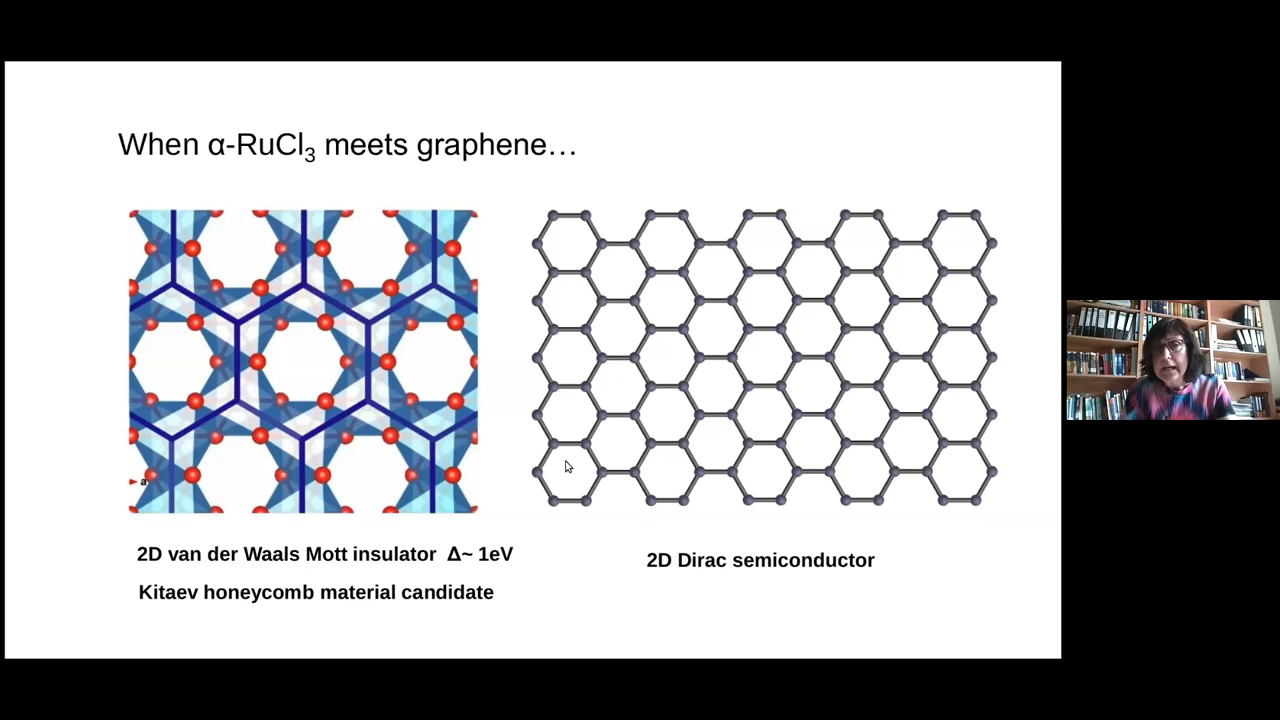 When α-RuCl₃ meets graphene…
a
2D van der Waals Mott insulator Δ~ 1eV
Kitaev honeycomb material candidate
2D Dirac semiconductor